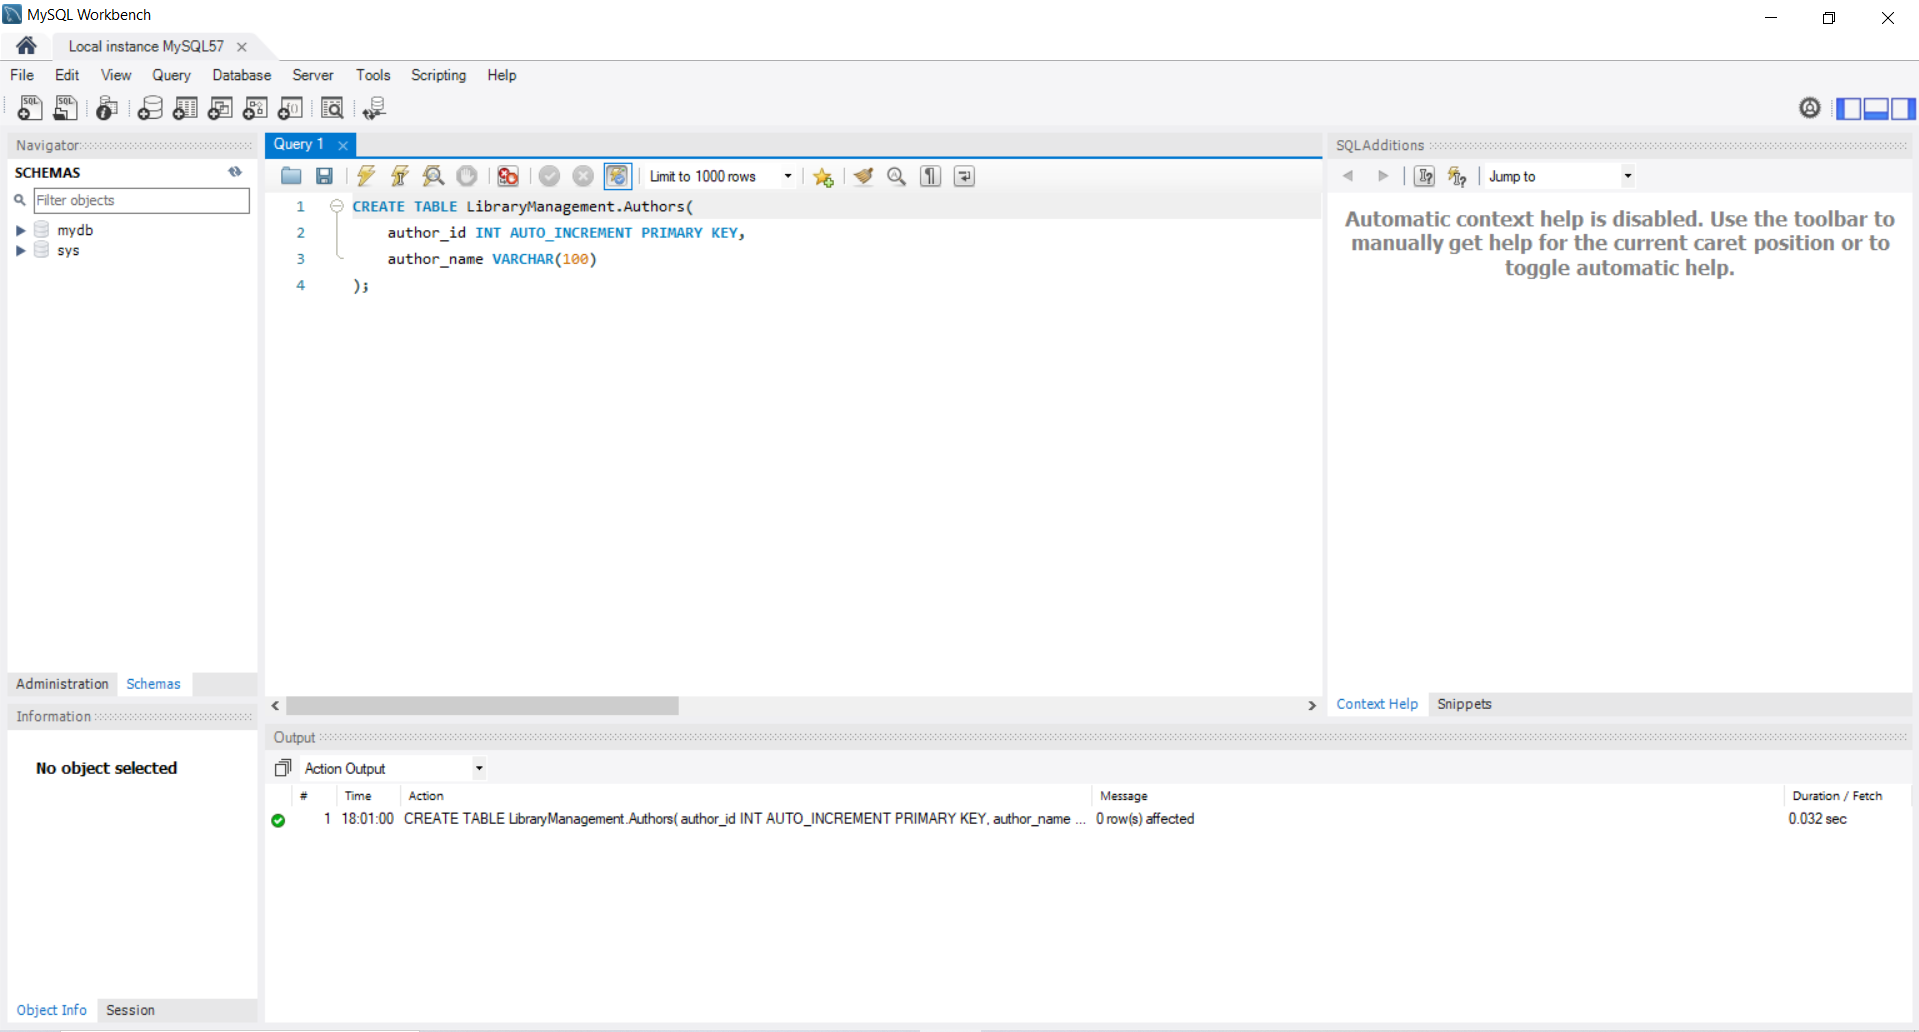 MySQL Workbench
Local instance MySQL57
File Edit View Query Database Server Tools Scripting Help
Navigator
SCHEMAS
Filter objects
mydb
sys
Administration Schemas
Information
No object selected
Object Info Session
Query 1
Limit to 1000 rows
1 CREATE TABLE LibraryManagement.Authors(
2 author_id INT AUTO_INCREMENT PRIMARY KEY,
3 author_name VARCHAR(100)
4 );
SQLAdditions
Jump to
Automatic context help is disabled. Use the toolbar to
manually get help for the current caret position or to
toggle automatic help.
Context Help Snippets
Output
Action Output
# Time Action Message Duration / Fetch
1 18:01:00 CREATE TABLE LibraryManagement.Authors( author_id INT AUTO_INCREMENT PRIMARY KEY, author_name ... 0 row(s) affected 0.032 sec